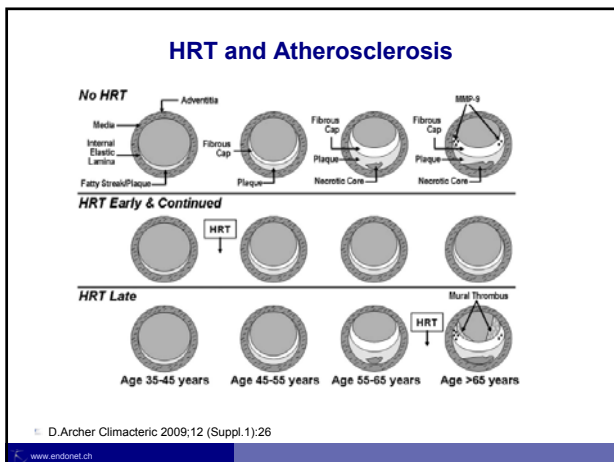 HRT and Atherosclerosis
No HRT
Adventitia
MMP-9
Media
Fibrous
Cap
Fibrous
Cap
Fibrous
Cap
Internal
Elastic
Lamina
Plaque
Plaque
Fatty Streak/Plaque
Plaque
Necrotic Core
Necrotic Core
HRT Early & Continued
HRT
HRT Late
Mural Thrombus
HRT
Age 35-45 years
Age 45-55 years
Age 55-65 years
Age >65 years
D.Archer Climacteric 2009;12 (Suppl.1):26
www.endonet.ch